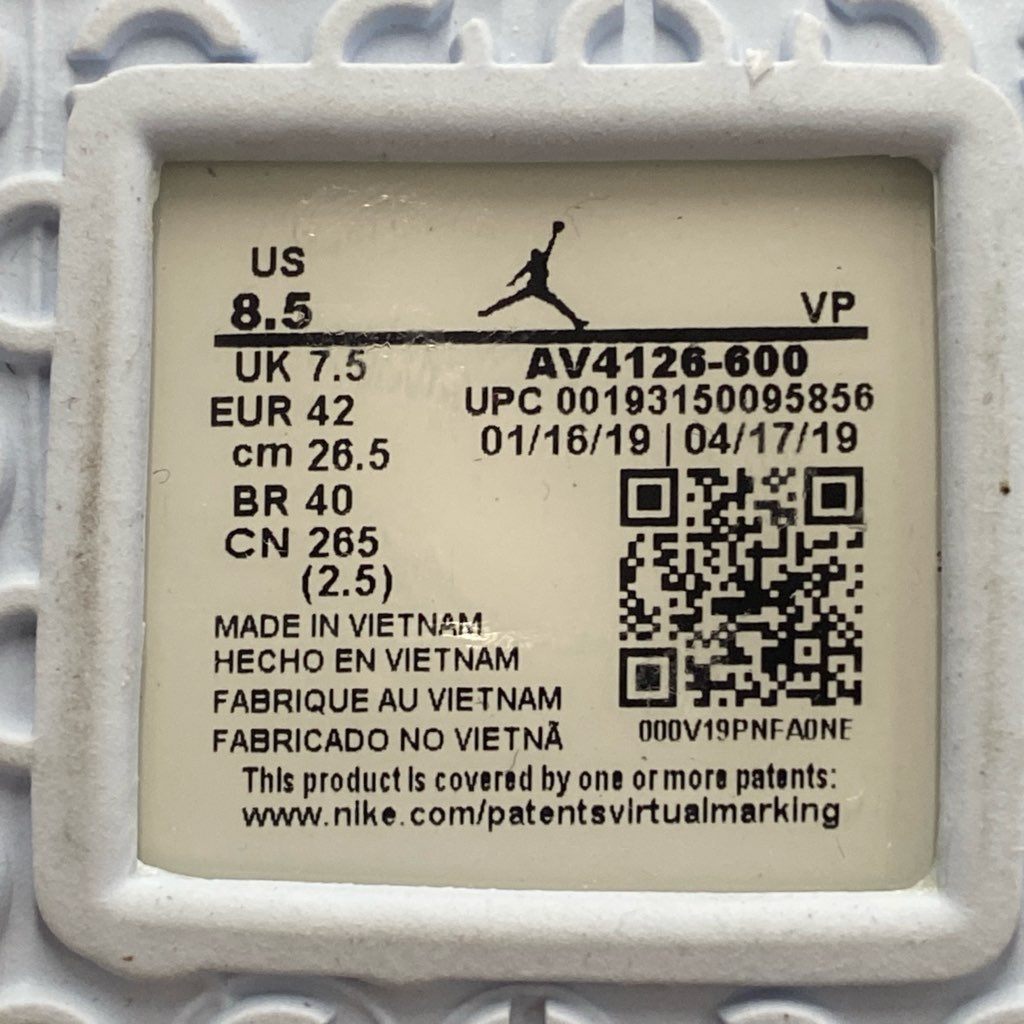 US
8.5
VP
UK 7.5
AV4126-600
EUR 42
UPC 00193150095856
cm 26.5
01/16/19 | 04/17/19
BR 40
CN 265
(2.5)
MADE IN VIETNAM
HECHO EN VIETNAM
FABRIQUE AU VIETNAM
FABRICADO NO VIETNÃ
000V19PNFA0NE
This product is covered by one or more patents:
www.nike.com/patentsvirtualmarking